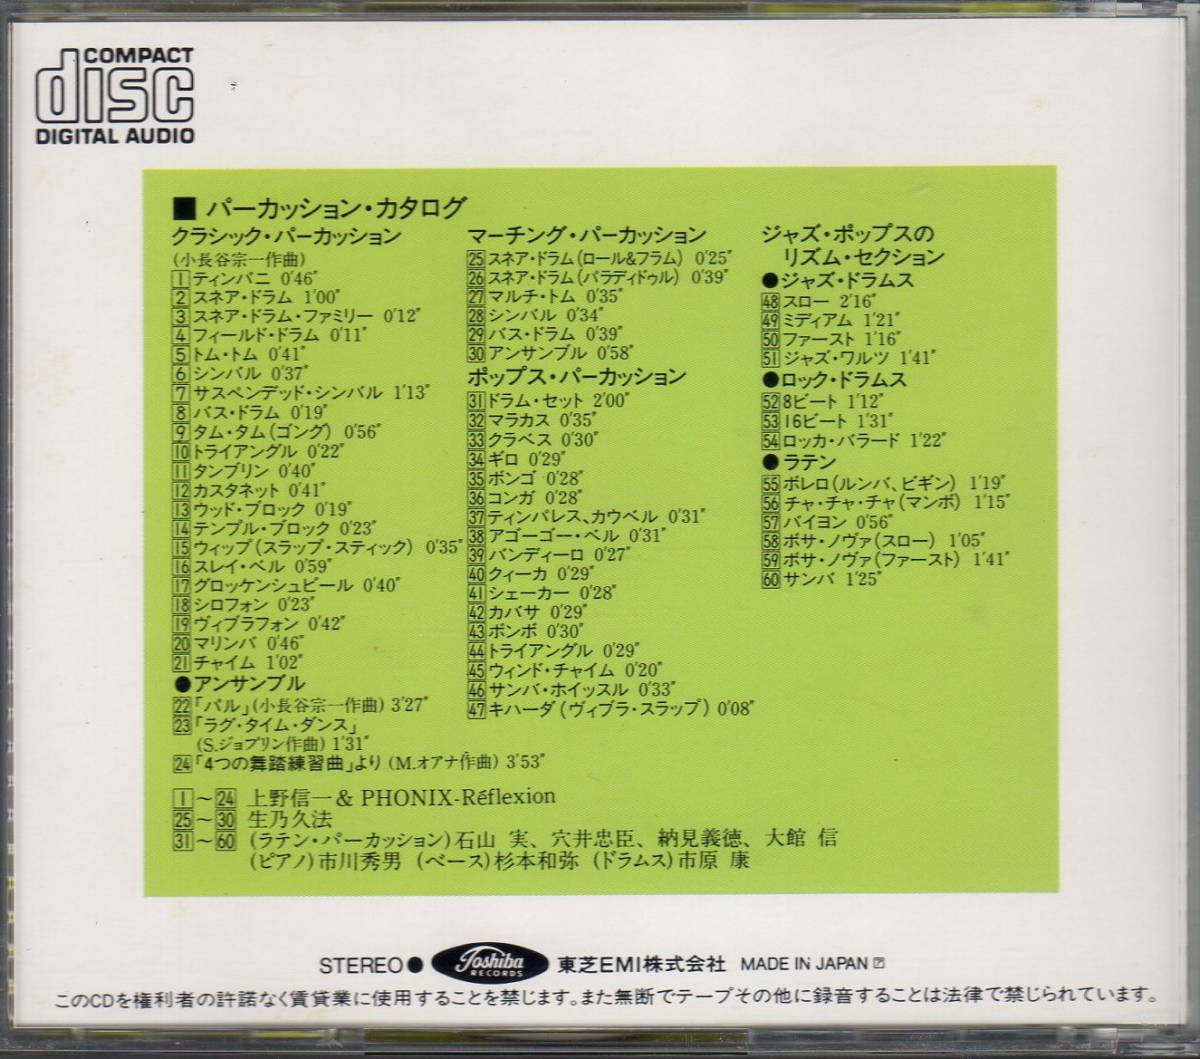 COMPACT
disc
DIGITAL AUDIO
■ パーカッション・カタログ
クラシック・パーカッション
(小長谷宗一作曲)
1 ティンパニ 0'46"
2 スネア・ドラム 1'00"
3 スネア・ドラム・ファミリー 0'12"
4 フィールド・ドラム 0'11"
5 トム・トム 0'41"
6 シンバル 0'37"
7 サスペンデッド・シンバル 1'13"
8 バス・ドラム 0'19"
9 タム・タム(ゴング) 0'56"
10 トライアングル 0'22"
11 タンブリン 0'40"
12 カスタネット 0'41"
13 ウッド・ブロック 0'19"
14 テンプル・ブロック 0'23"
15 ウィップ(スラップ・スティック) 0'35"
16 スレイ・ベル 0'59"
17 グロッケンシュピール 0'40"
18 シロフォン 0'23"
19 ヴィブラフォン 0'42"
20 マリンバ 0'46"
21 チャイム 1'02"
●アンサンブル
22 「バル」(小長谷宗一作曲) 3'27"
23 「ラグ・タイム・ダンス」
(S.ジョプリン作曲) 1'31"
24 「4つの舞踏練習曲」より (M.オアナ作曲) 3'53"
マーチング・パーカッション
25 スネア・ドラム(ロール&フラム) 0'25"
26 スネア・ドラム(パラディドゥル) 0'39"
27 マルチ・トム 0'35"
28 シンバル 0'34"
29 バス・ドラム 0'39"
30 アンサンブル 0'58"
ポップス・パーカッション
31 ドラム・セット 2'00"
32 マラカス 0'35"
33 クラベス 0'30"
34 ギロ 0'29"
35 ボンゴ 0'28"
36 コンガ 0'28"
37 ティンバレス、カウベル 0'31"
38 アゴーゴー・ベル 0'31"
39 バンディーロ 0'27"
40 クィーカ 0'29"
41 シェーカー 0'28"
42 カバサ 0'29"
43 ボンボ 0'30"
44 トライアングル 0'29"
45 ウィンド・チャイム 0'20"
46 サンバ・ホイッスル 0'33"
47 キハーダ(ヴィブラ・スラップ) 0'08"
ジャズ・ポップスの
リズム・セクション
●ジャズ・ドラムス
48 スロー 2'16"
49 ミディアム 1'21"
50 ファースト 1'16"
51 ジャズ・ワルツ 1'41"
●ロック・ドラムス
52 8ビート 1'12"
53 16ビート 1'31"
54 ロッカ・バラード 1'22"
●ラテン
55 ボレロ(ルンバ、ビギン) 1'19"
56 チャ・チャ・チャ(マンボ) 1'15"
57 バイヨン 0'56"
58 ボサ・ノヴァ(スロー) 1'05"
59 ボサ・ノヴァ(ファースト) 1'41"
60 サンバ 1'25"
1〜24 上野信一& PHONIX-Réflexion
25〜30 生乃久法
31〜60 (ラテン・パーカッション)石山 実、穴井忠臣、納見義徳、大館 信
(ピアノ)市川秀男 (ベース)杉本和弥 (ドラムス)市原 康
STEREO● Toshiba RECORDS 東芝EMI株式会社 MADE IN JAPAN
このCDを権利者の許諾なく賃貸業に使用することを禁じます。また無断でテープその他に録音することは法律で禁じられています。